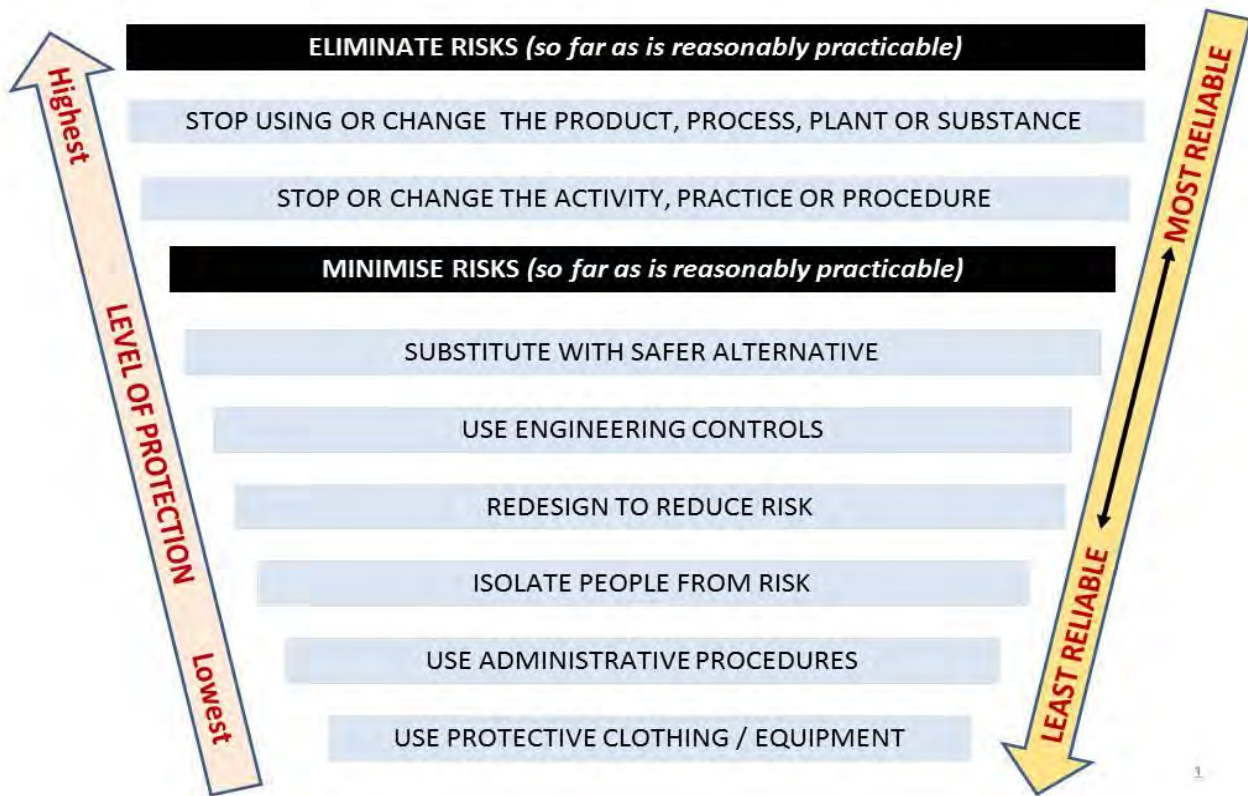 ELIMINATE RISKS (so far as is reasonably practicable)
STOP USING OR CHANGE THE PRODUCT, PROCESS, PLANT OR SUBSTANCE
STOP OR CHANGE THE ACTIVITY, PRACTICE OR PROCEDURE
MINIMISE RISKS (so far as is reasonably practicable)
SUBSTITUTE WITH SAFER ALTERNATIVE
USE ENGINEERING CONTROLS
REDESIGN TO REDUCE RISK
ISOLATE PEOPLE FROM RISK
USE ADMINISTRATIVE PROCEDURES
USE PROTECTIVE CLOTHING / EQUIPMENT
Highest
LEVEL OF PROTECTION
Lowest
MOST RELIABLE
LEAST RELIABLE
1